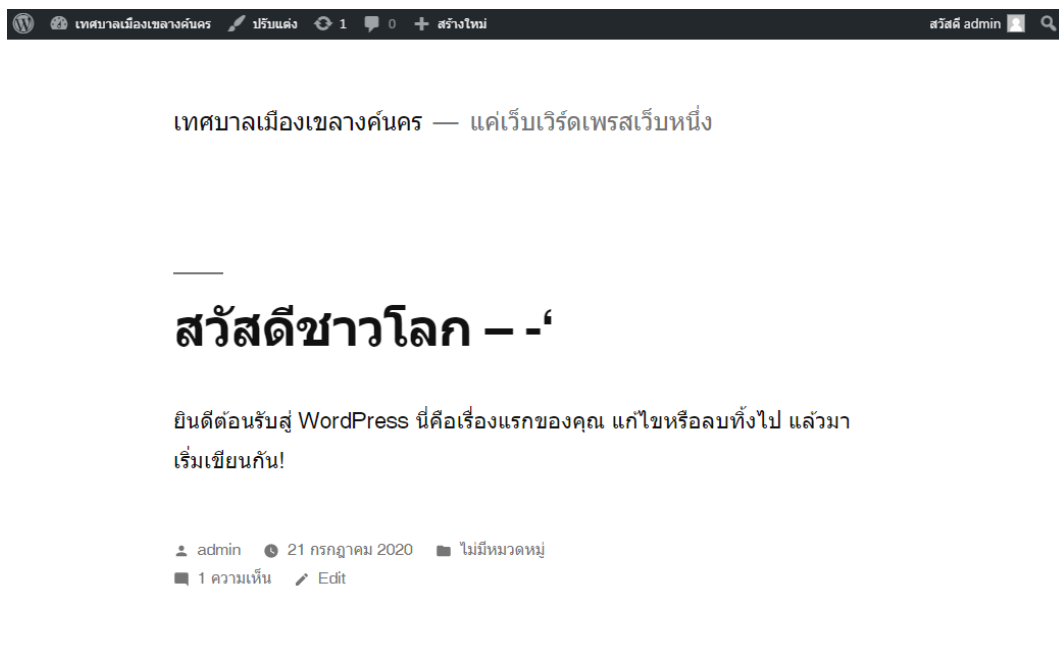 เทศบาลเมืองเขลางค์นคร ปรับแต่ง 1 0 สร้างใหม่ สวัสดี admin
เทศบาลเมืองเขลางค์นคร — แค่เว็บเวิร์ดเพรสเว็บหนึ่ง
สวัสดีชาวโลก – -‘
ยินดีต้อนรับสู่ WordPress นี่คือเรื่องแรกของคุณ แก้ไขหรือลบทิ้งไป แล้วมา
เริ่มเขียนกัน!
admin 21 กรกฎาคม 2020 ไม่มีหมวดหมู่
1 ความเห็น Edit